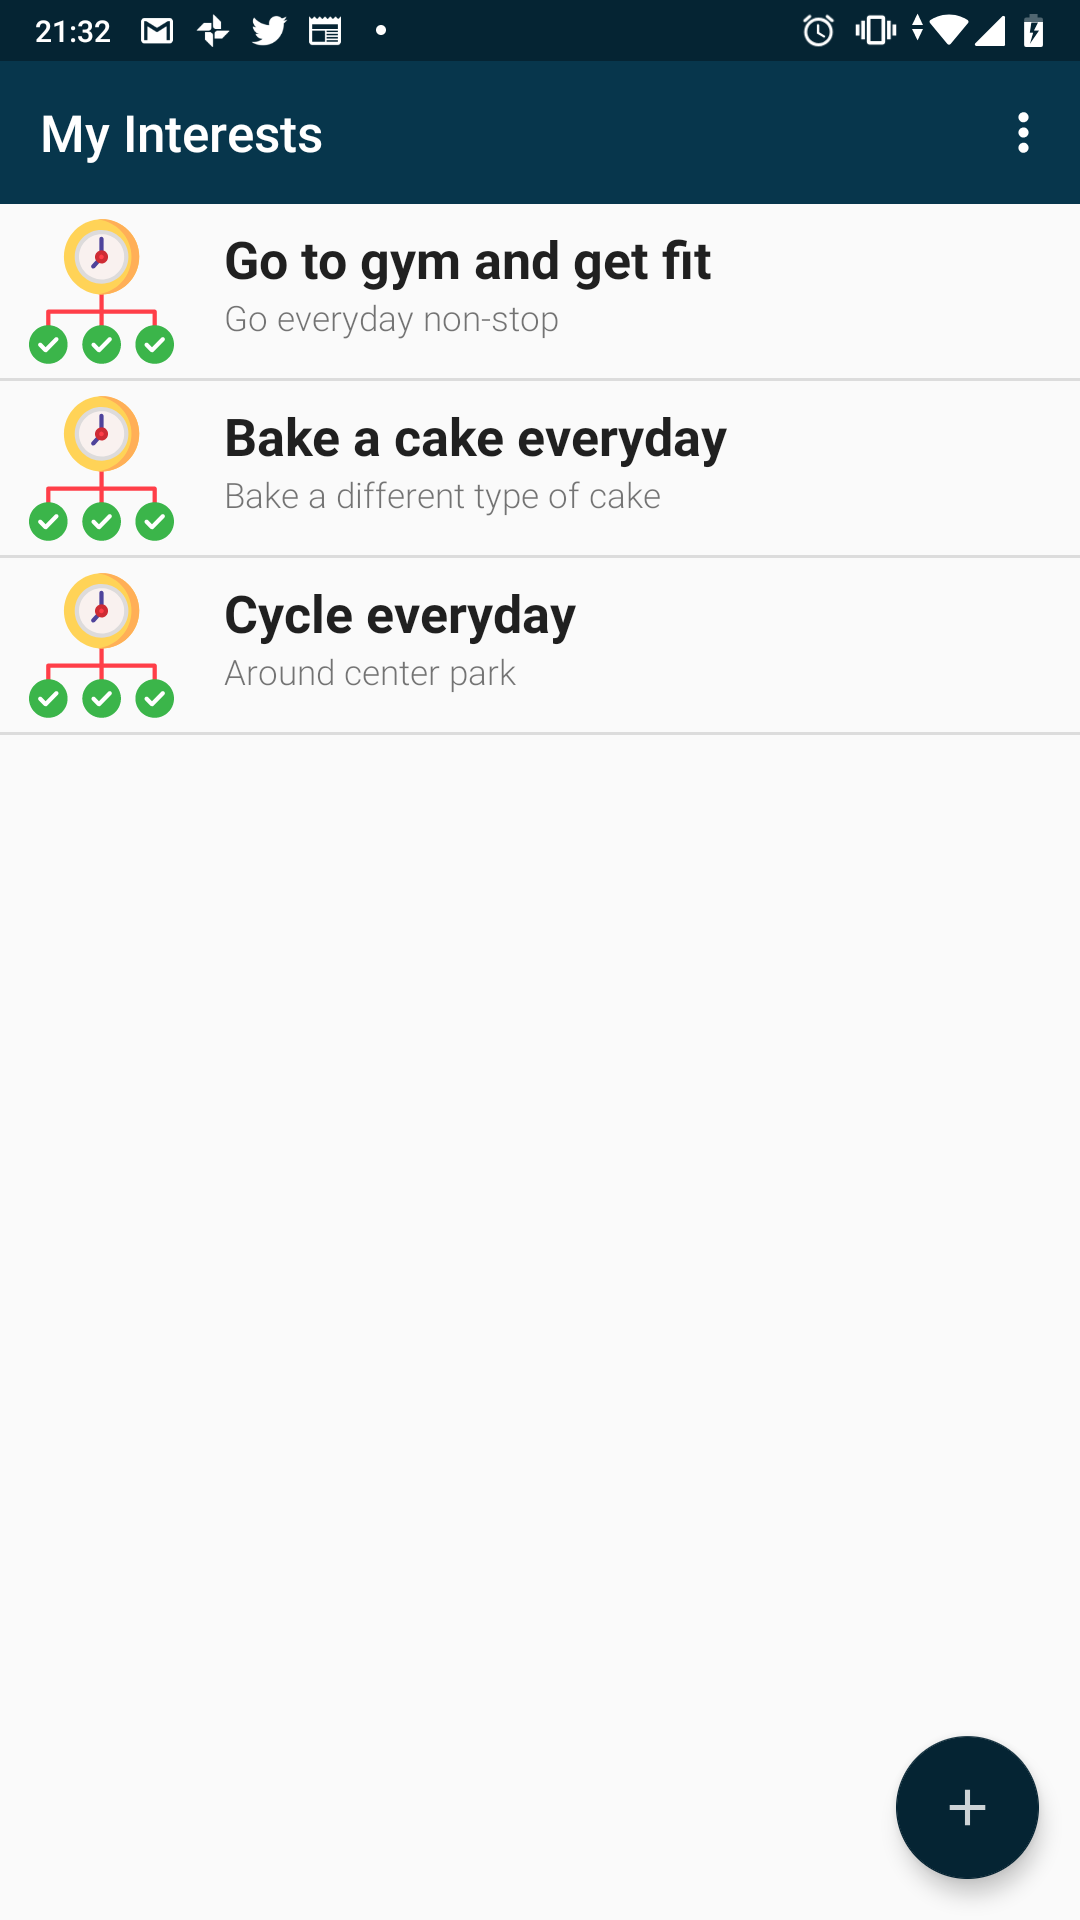 21:32
My Interests
Go to gym and get fit
Go everyday non-stop
Bake a cake everyday
Bake a different type of cake
Cycle everyday
Around center park